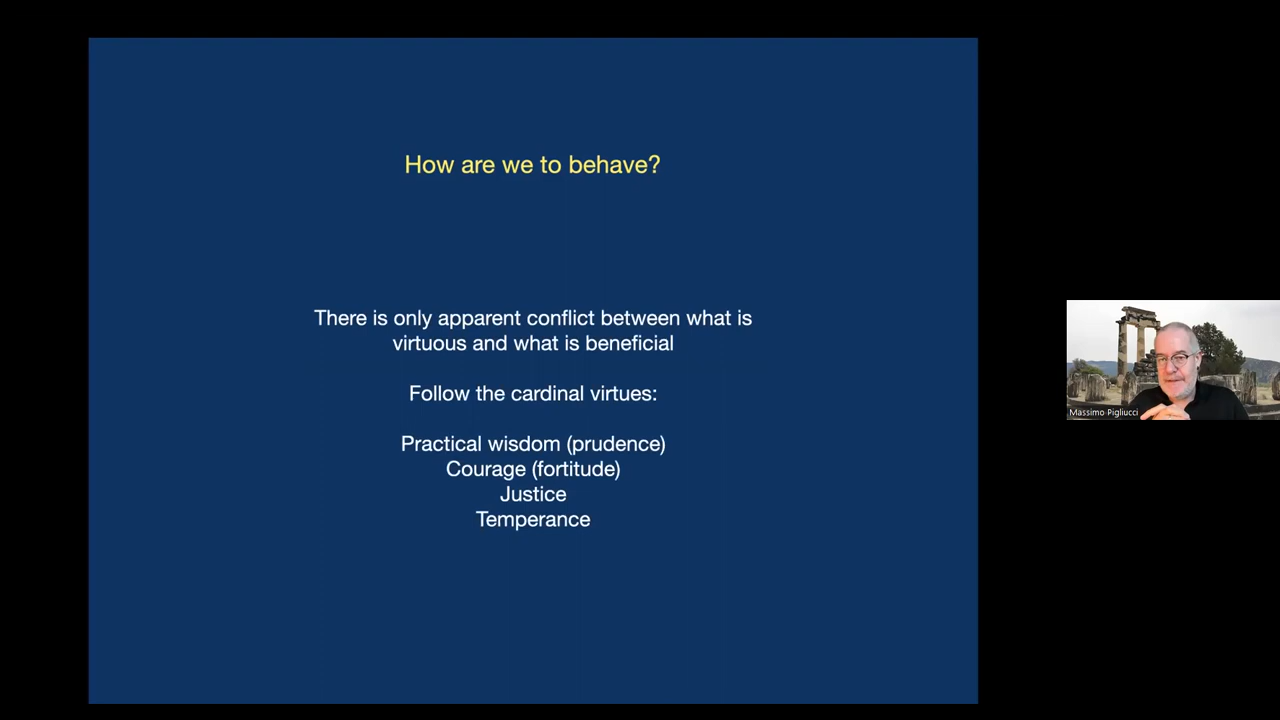 How are we to behave?
There is only apparent conflict between what is
virtuous and what is beneficial
Follow the cardinal virtues:
Practical wisdom (prudence)
Courage (fortitude)
Justice
Temperance
Massimo Pigliucci